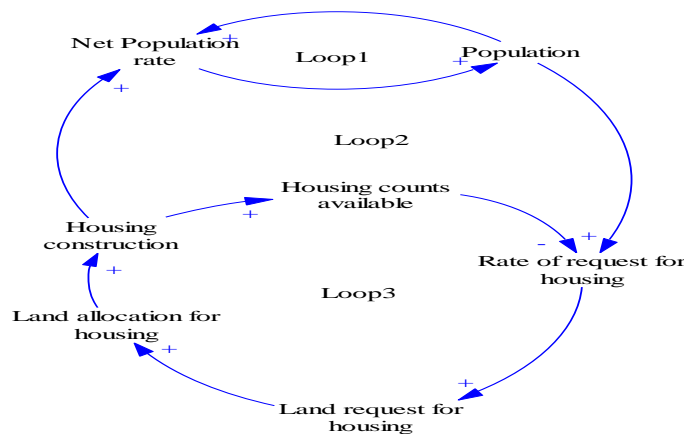 Net Population
rate
+
Loop1
+
Population
+
Loop2
Housing counts
available
+
Housing
construction
-
+
Rate of request for
housing
+
Loop3
Land allocation for
housing
+
+
Land request for
housing